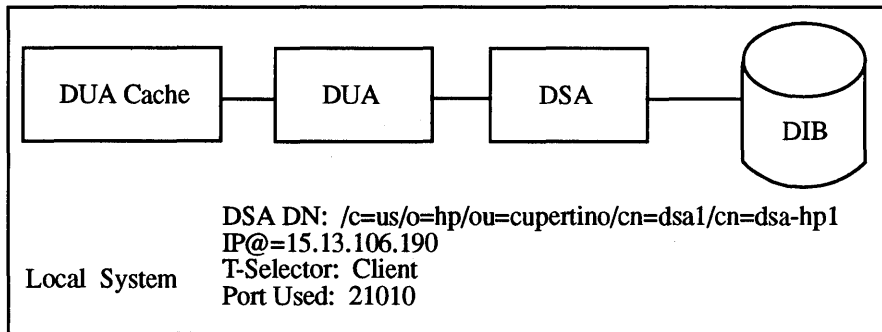 DUA Cache
DUA
DSA
DIB
DSA DN: /c=us/o=hp/ou=cupertino/cn=dsa1/cn=dsa-hp1
IP@=15.13.106.190
Local System
T-Selector: Client
Port Used: 21010